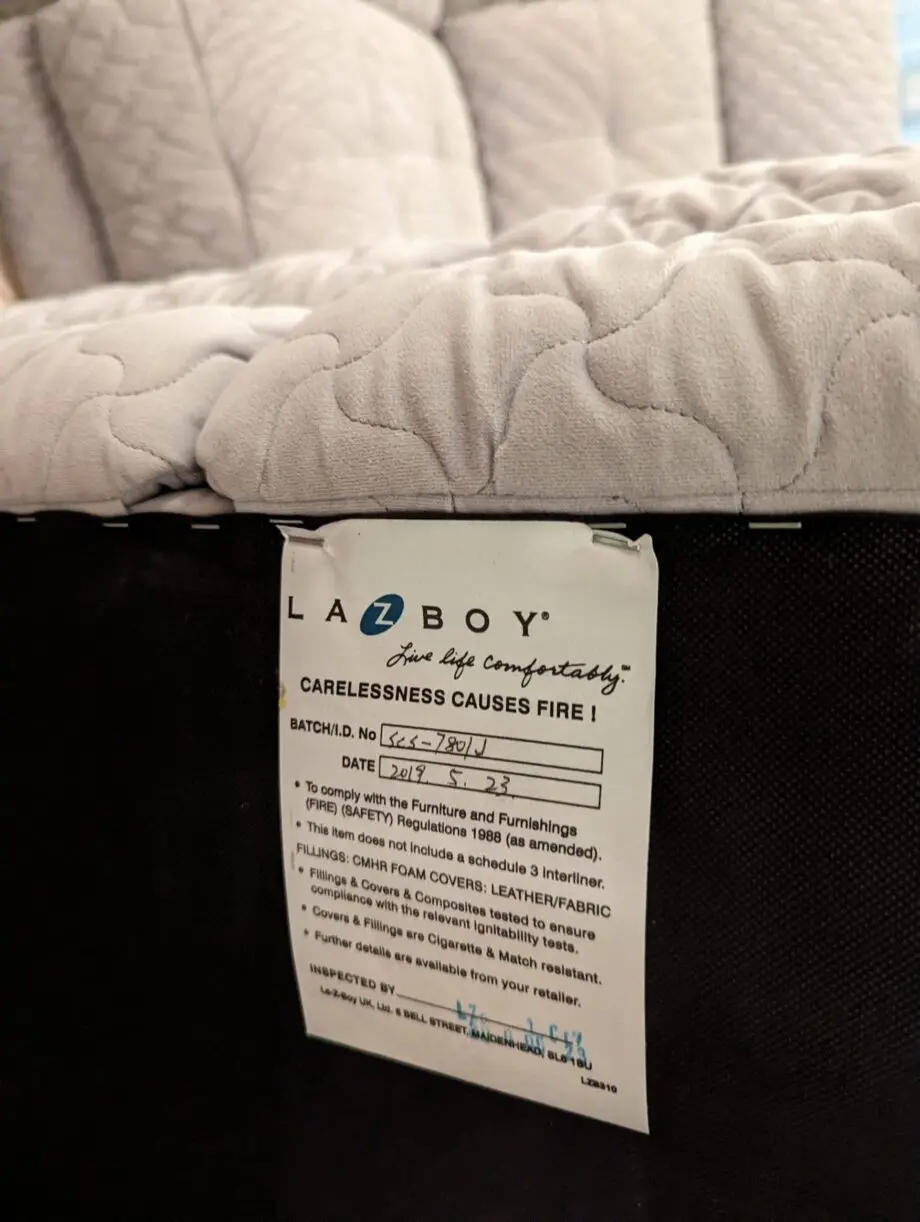 LAZBOY®
Live life comfortably.℠
CARELESSNESS CAUSES FIRE !
BATCH/I.D. No
DATE 2019. 5. 23
• To comply with the Furniture and Furnishings
(FIRE) (SAFETY) Regulations 1988 (as amended).
• This item does not include a schedule 3 interliner.
FILLINGS: CMHR FOAM COVERS: LEATHER/FABRIC
• Fillings & Covers & Composites tested to ensure
compliance with the relevant ignitability tests.
• Covers & Fillings are Cigarette & Match resistant.
• Further details are available from your retailer.
INSPECTED BY
La-Z-Boy UK, Ltd. 6 BELL STREET, MAIDENHEAD, SL6 1BU
LZB310